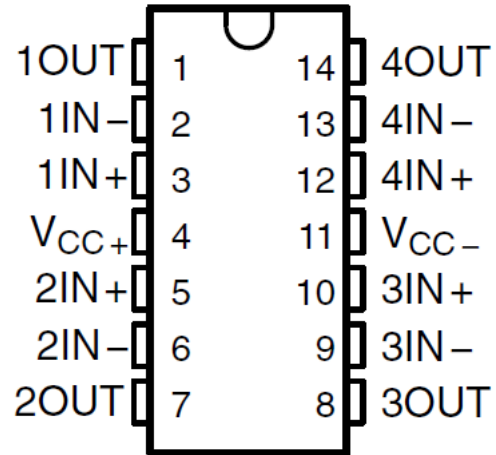 1OUT 1 14 4OUT
1IN− 2 13 4IN−
1IN+ 3 12 4IN+
VCC+ 4 11 VCC−
2IN+ 5 10 3IN+
2IN− 6 9 3IN−
2OUT 7 8 3OUT